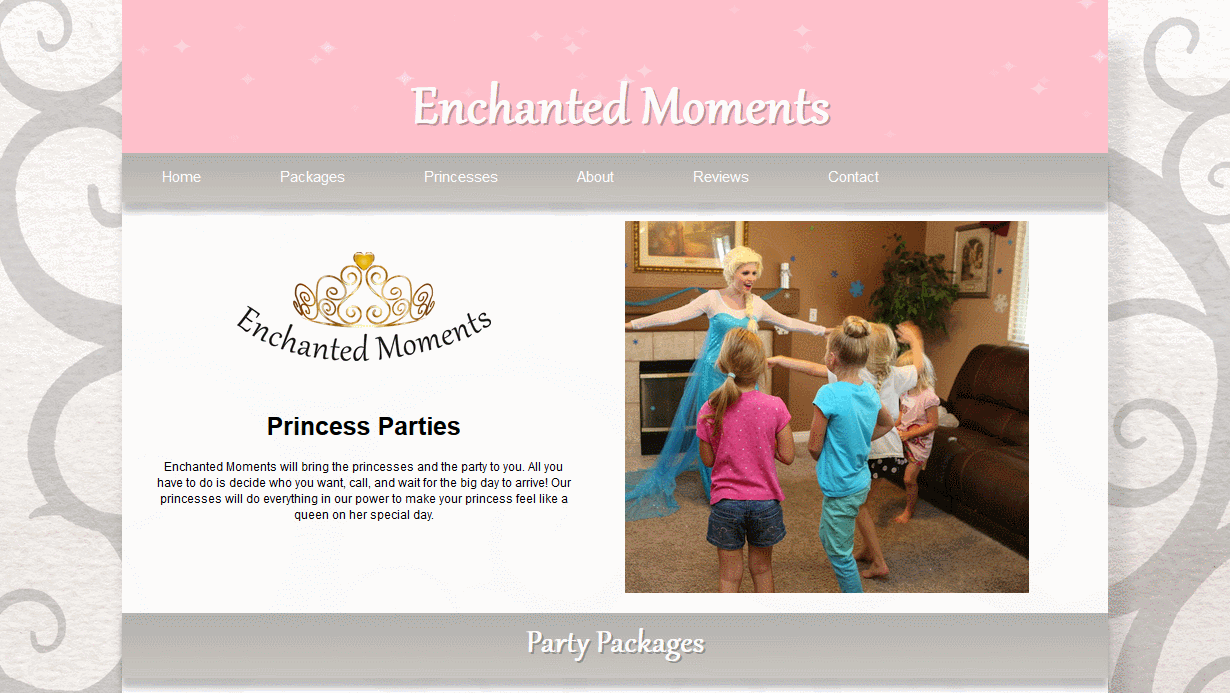 Enchanted Moments
Home Packages Princesses About Reviews Contact
Enchanted Moments
Princess Parties
Enchanted Moments will bring the princesses and the party to you. All you
have to do is decide who you want, call, and wait for the big day to arrive! Our
princesses will do everything in our power to make your princess feel like a
queen on her special day.
Party Packages